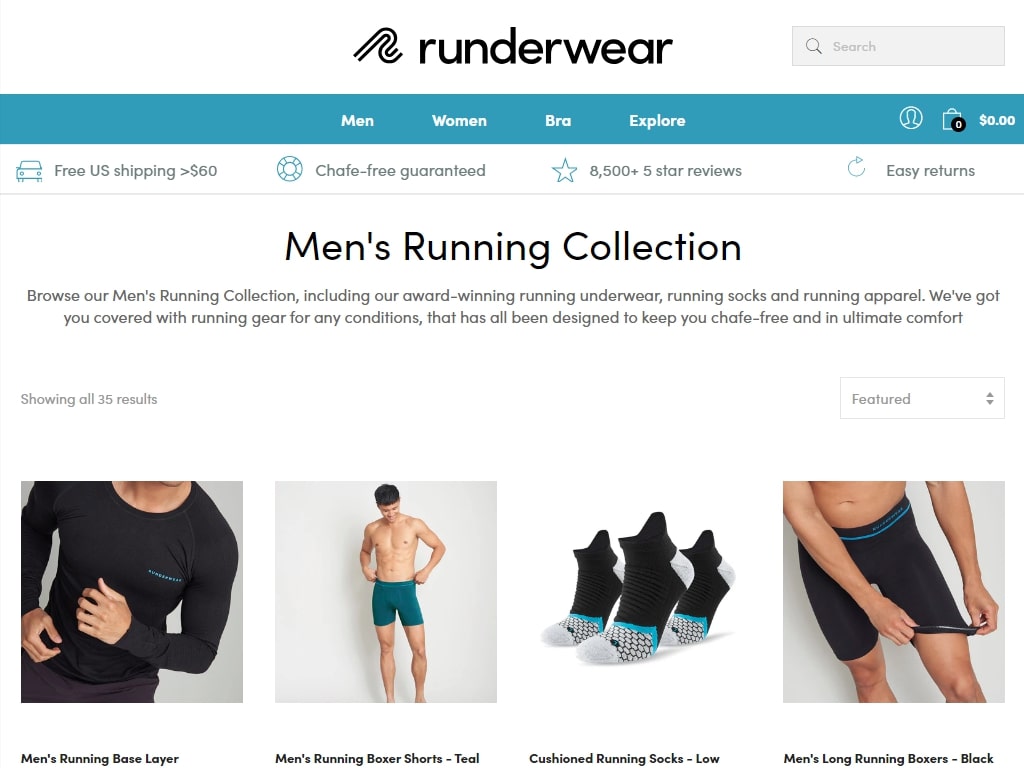 runderwear
Search
Men
Women
Bra
Explore
0
$0.00
Free US shipping >$60
Chafe-free guaranteed
8,500+ 5 star reviews
Easy returns
Men's Running Collection
Browse our Men's Running Collection, including our award-winning running underwear, running socks and running apparel. We've got
you covered with running gear for any conditions, that has all been designed to keep you chafe-free and in ultimate comfort
Showing all 35 results
Featured
RUNDERWEAR
RUNDERWEAR
Men's Running Base Layer
Men's Running Boxer Shorts - Teal
Cushioned Running Socks - Low
Men's Long Running Boxers - Black